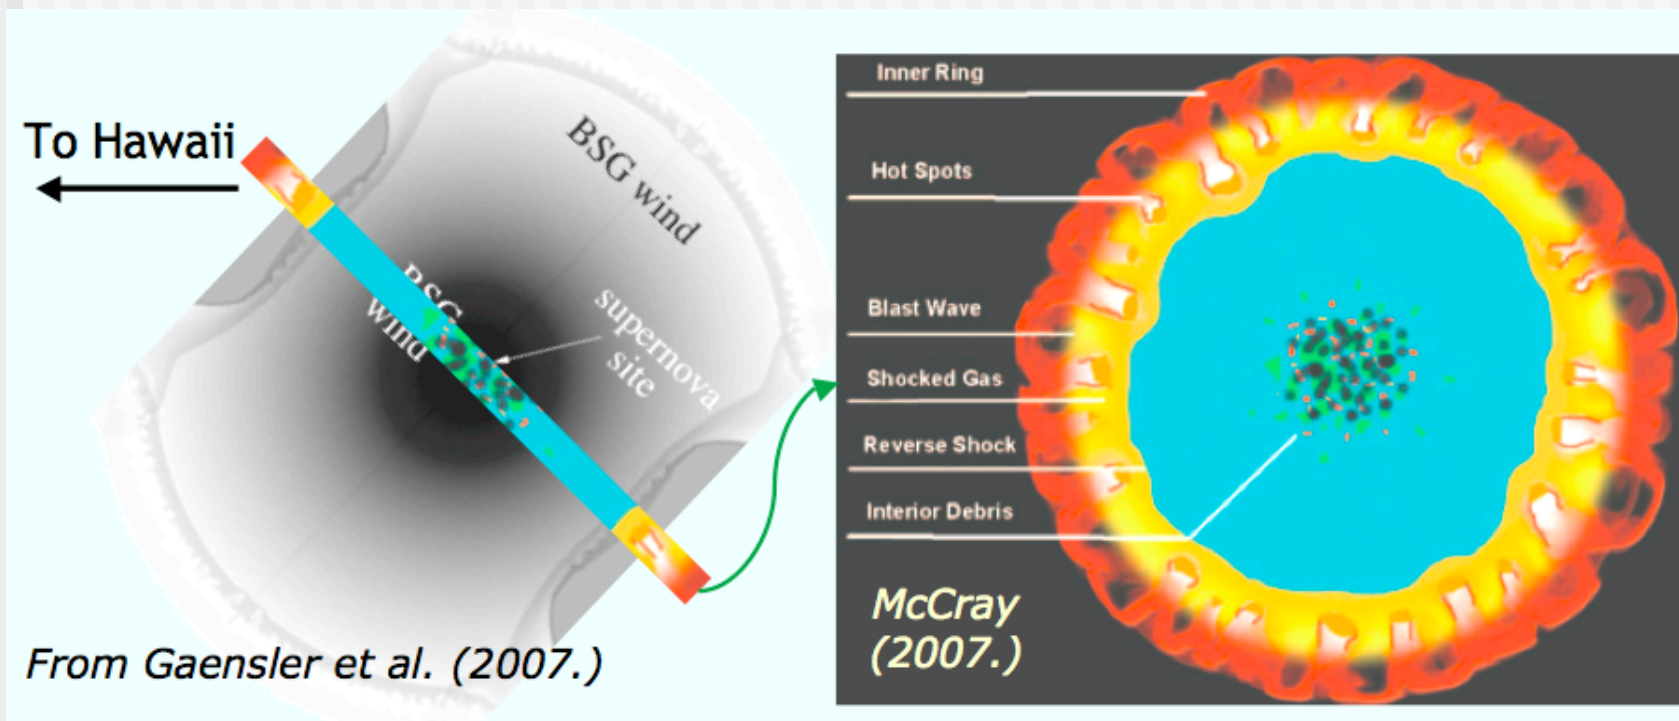 To Hawaii
BSG wind
BSG
wind
supernova
site
From Gaensler et al. (2007.)
Inner Ring
Hot Spots
Blast Wave
Shocked Gas
Reverse Shock
Interior Debris
McCray
(2007.)